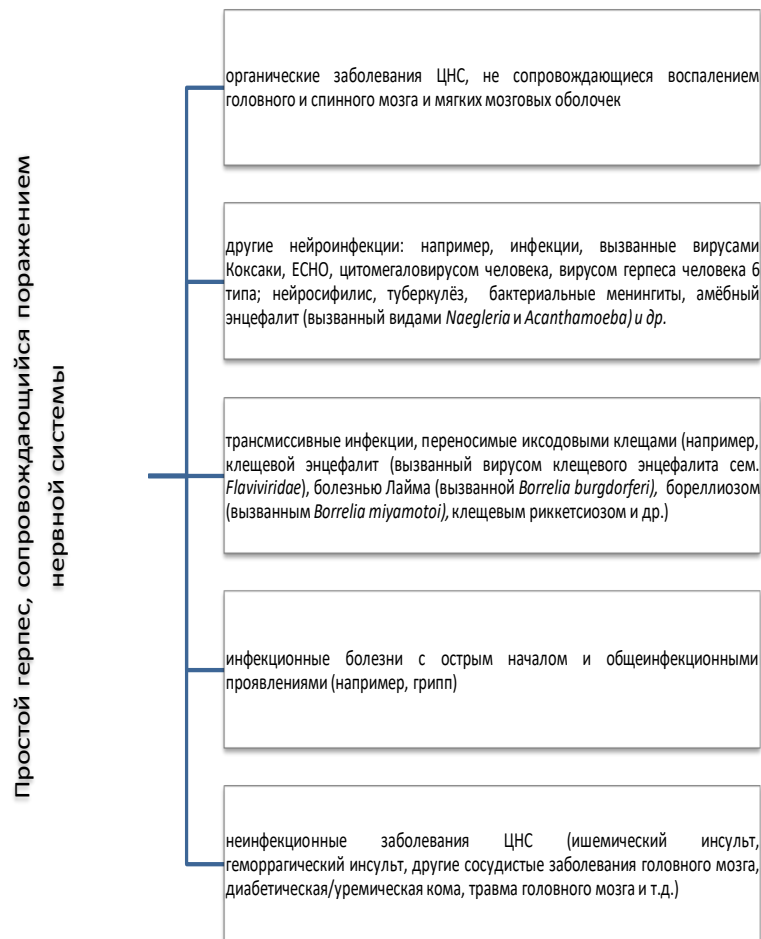 Простой герпес, сопровождающийся поражением
нервной системы
органические заболевания ЦНС, не сопровождающиеся воспалением
головного и спинного мозга и мягких мозговых оболочек
другие нейроинфекции: например, инфекции, вызванные вирусами
Коксаки, ECHO, цитомегаловирусом человека, вирусом герпеса человека 6
типа; нейросифилис, туберкулёз, бактериальные менингиты, амёбный
энцефалит (вызванный видами Naegleria и Acanthamoeba) и др.
трансмиссивные инфекции, переносимые иксодовыми клещами (например,
клещевой энцефалит (вызванный вирусом клещевого энцефалита сем.
Flaviviridae), болезнью Лайма (вызванной Borrelia burgdorferi), бореллиозом
(вызванным Borrelia miyamotoi), клещевым риккетсиозом и др.)
инфекционные болезни с острым началом и общеинфекционными
проявлениями (например, грипп)
неинфекционные заболевания ЦНС (ишемический инсульт,
геморрагический инсульт, другие сосудистые заболевания головного мозга,
диабетическая/уремическая кома, травма головного мозга и т.д.)